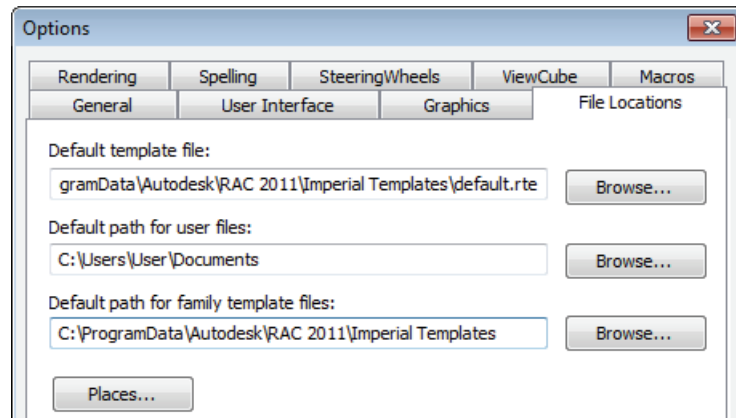 Options
Rendering Spelling SteeringWheels ViewCube Macros
General User Interface Graphics File Locations
Default template file:
gramData\Autodesk\RAC 2011\Imperial Templates\default.rte Browse...
Default path for user files:
C:\Users\User\Documents Browse...
Default path for family template files:
C:\ProgramData\Autodesk\RAC 2011\Imperial Templates Browse...
Places...